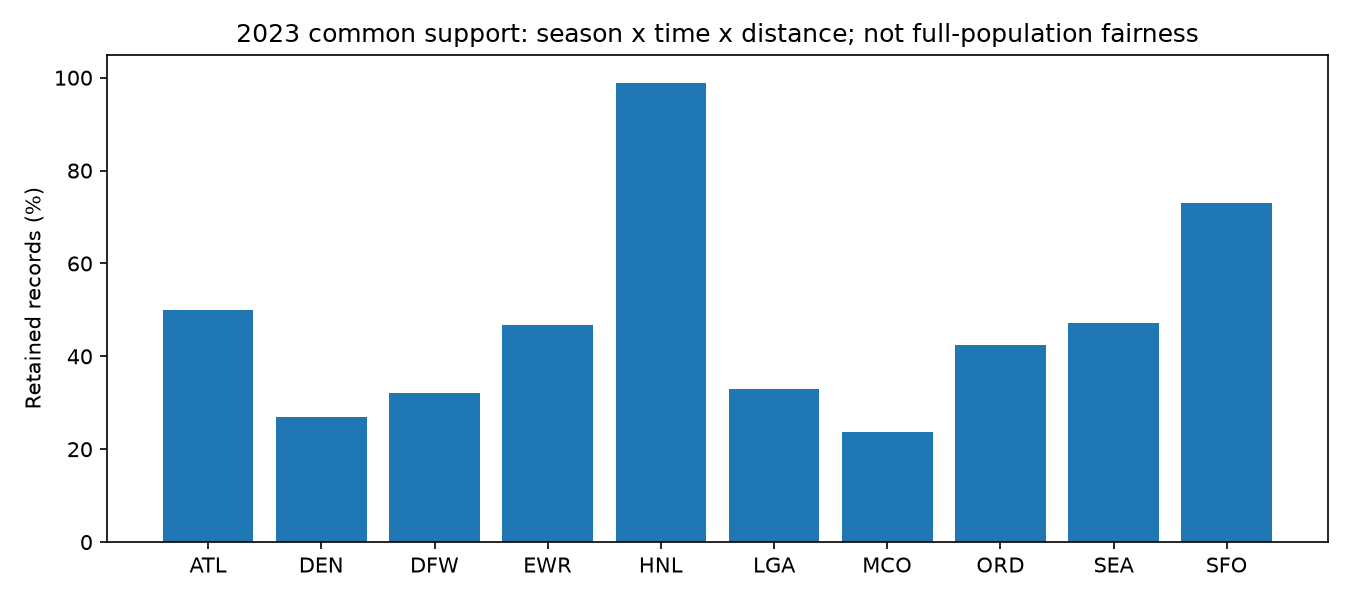 2023 common support: season x time x distance; not full-population fairness
Retained records (%)
100
80
60
40
20
0
ATL DEN DFW EWR HNL LGA MCO ORD SEA SFO